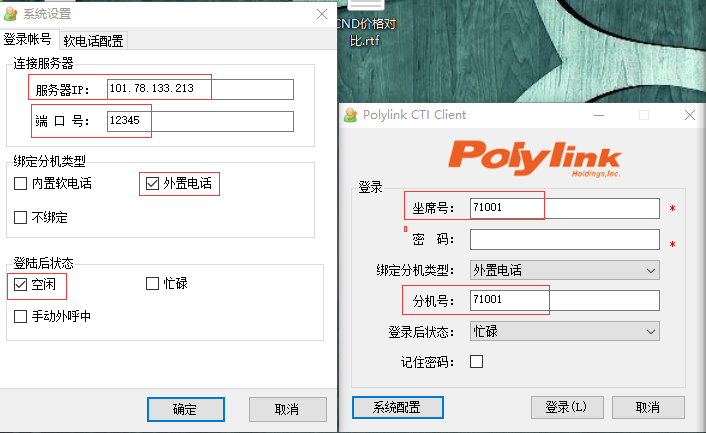 系统设置
登录帐号
软电话配置
连接服务器
服务器IP：
101.78.133.213
端 口 号：
12345
绑定分机类型
内置软电话
外置电话
不绑定
登陆后状态
空闲
忙碌
手动外呼中
确定
取消
CND价格对
比.rtf
Polylink CTI Client
Polylink
Holdings,Inc.
登录
坐席号：
71001
*
密 码：
*
绑定分机类型：
外置电话
分机号：
71001
登录后状态：
忙碌
记住密码：
系统配置
登录(L)
取消